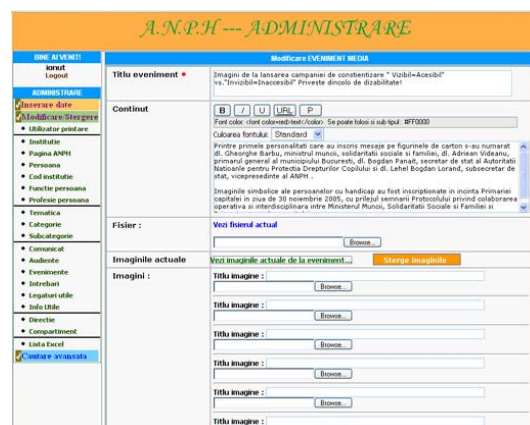 A.N.P.H --- ADMINISTRARE
BINE AI VENIT!
ionut
Logout
ADMINISTRARE
Inserare date
Modificare/Stergere
Utilizator printare
Institutie
Pagina ANPH
Persoana
Cod institutie
Functie persoana
Profesie persoana
Tematica
Categorie
Subcategorie
Comunicat
Audiente
Evenimente
Intrebari
Legaturi utile
Info Utile
Directie
Compartiment
Lista Excel
Cautare avansata
Modificare EVENIMENT MEDIA
Titlu eveniment
Imagini de la lansarea campaniei de constientizare " Vizibil=Acesibil"
vs."Invizibil=Inaccesibil" Priveste dincolo de dizabilitate!
Continut
B I U URL P
Font color: <font color=red>text</color> Se poate folosi si sub tipul : #FF0000
Culoarea fontului: Standard
Printre primele personalitati care au inscris mesaje pe figurinele de carton s-au numarat
dl. Gheorghe Barbu, ministrul muncii, solidaritatii sociale si familiei, dl. Adriean Videanu,
primarul general al municipiului Bucuresti, dl. Bogdan Panait, secretar de stat al Autoritatii
Nationale pentru Protectia Drepturilor Copilului si dl. Lehel Bogdan Lorand, subsecretar de
stat, vicepresedinte al ANPH .
Imaginile simbolice ale persoanelor cu handicap au fost inscriptionate in incinta Primariei
capitalei in ziua de 30 noiembrie 2005, cu prilejul semnarii Protocolului privind colaborarea
operativa si interdisciplinara intre Ministerul Muncii, Solidaritatii Sociale si Familiei si
Fisier :
Vezi fisierul actual
Browse...
Imaginile actuale
Vezi imaginile actuale de la eveniment...
Sterge imaginile
Imagini :
Titlu imagine :
Browse...
Titlu imagine :
Browse...
Titlu imagine :
Browse...
Titlu imagine :
Browse...
Titlu imagine :
Browse...
Titlu imagine :